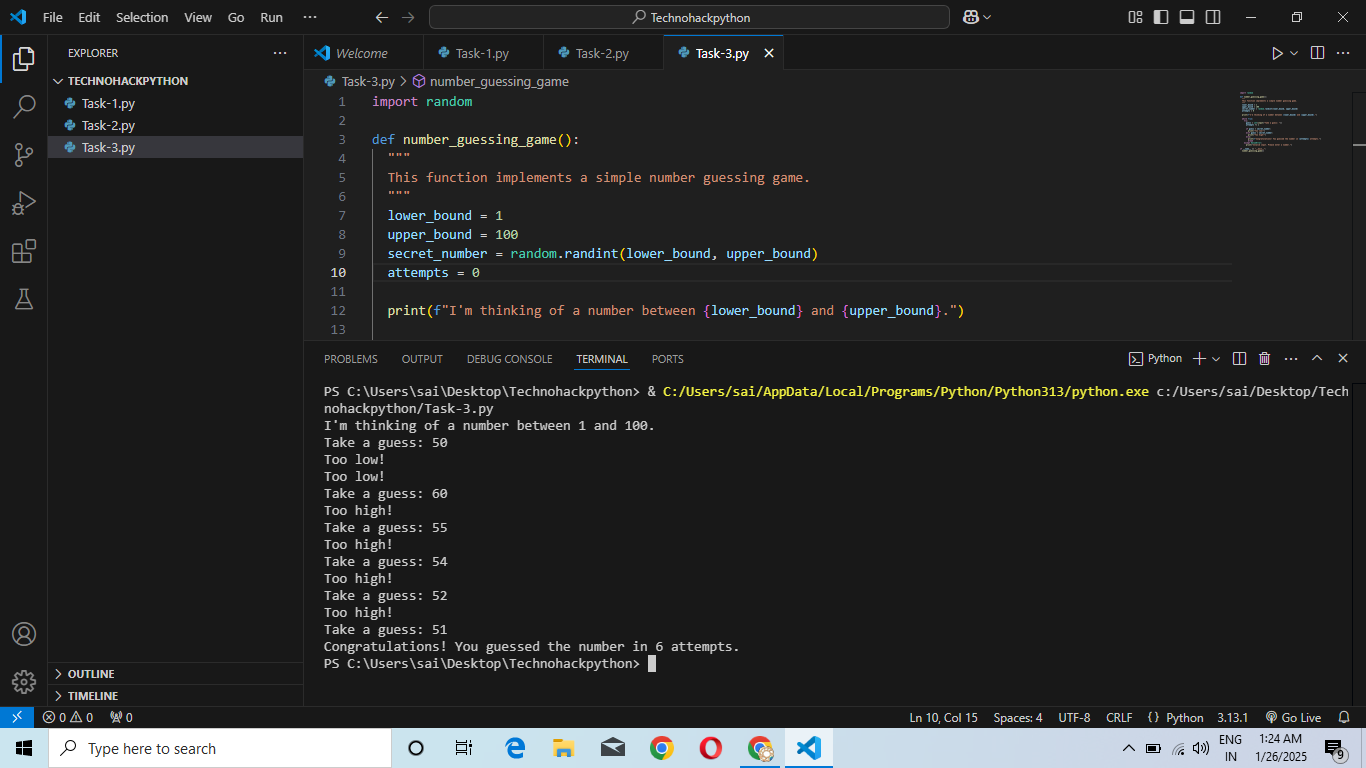 File Edit Selection View Go Run ···
Technohackpython
EXPLORER
TECHNOHACKPYTHON
Task-1.py
Task-2.py
Task-3.py
OUTLINE
TIMELINE
Welcome
Task-1.py
Task-2.py
Task-3.py
Task-3.py > number_guessing_game
1 import random
2
3 def number_guessing_game():
4 """
5 This function implements a simple number guessing game.
6 """
7 lower_bound = 1
8 upper_bound = 100
9 secret_number = random.randint(lower_bound, upper_bound)
10 attempts = 0
11
12 print(f"I'm thinking of a number between {lower_bound} and {upper_bound}.")
13
PROBLEMS OUTPUT DEBUG CONSOLE TERMINAL PORTS
Python
PS C:\Users\sai\Desktop\Technohackpython> & C:/Users/sai/AppData/Local/Programs/Python/Python313/python.exe c:/Users/sai/Desktop/Tech
nohackpython/Task-3.py
I'm thinking of a number between 1 and 100.
Take a guess: 50
Too low!
Too low!
Take a guess: 60
Too high!
Take a guess: 55
Too high!
Take a guess: 54
Too high!
Take a guess: 52
Too high!
Take a guess: 51
Congratulations! You guessed the number in 6 attempts.
PS C:\Users\sai\Desktop\Technohackpython>
0 0 0
Ln 10, Col 15 Spaces: 4 UTF-8 CRLF {} Python 3.13.1 Go Live
Type here to search
ENG
IN
1:24 AM
1/26/2025
9